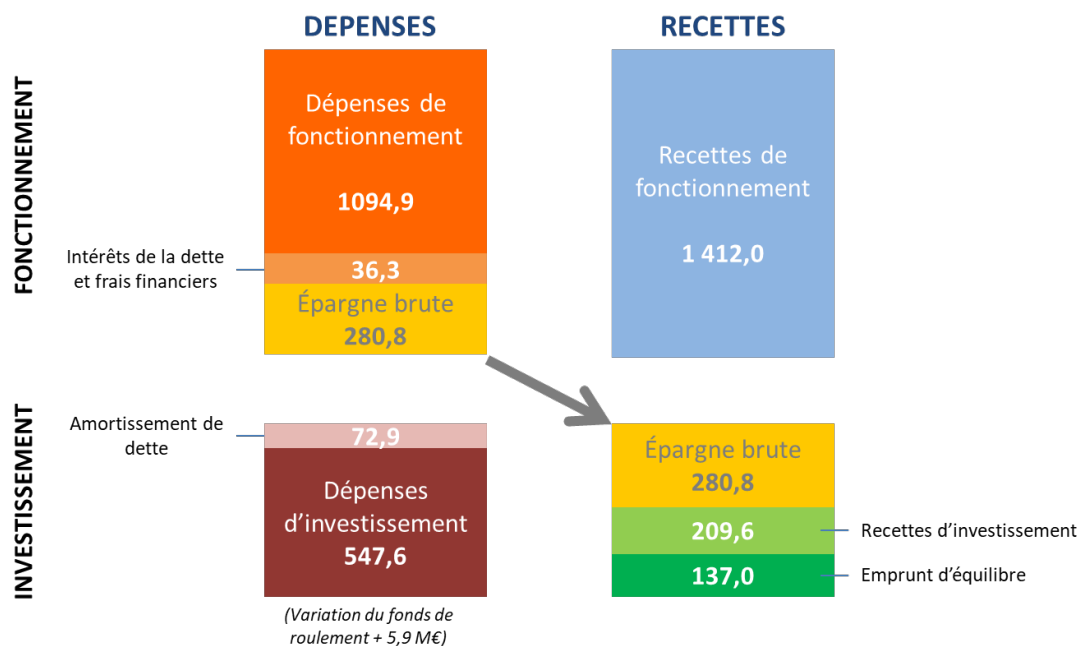 DEPENSES
RECETTES
FONCTIONNEMENT
Dépenses de
fonctionnement
1094,9
Intérêts de la dette
et frais financiers
36,3
Épargne brute
280,8
Recettes de
fonctionnement
1 412,0
INVESTISSEMENT
Amortissement de
dette
72,9
Dépenses
d’investissement
547,6
(Variation du fonds de
roulement + 5,9 M€)
Épargne brute
280,8
209,6
Recettes d’investissement
137,0
Emprunt d’équilibre